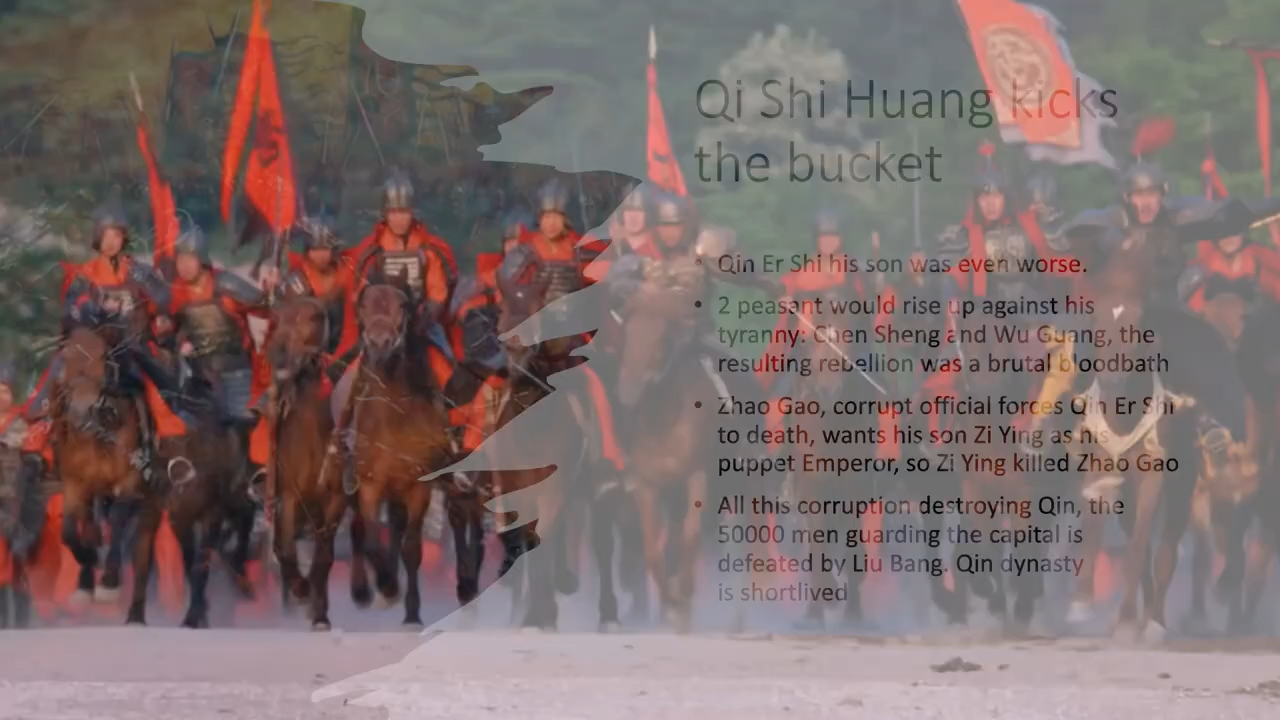 Qi Shi Huang kicks
the bucket
• Qin Er Shi his son was even worse.
• 2 peasant would rise up against his
tyranny: Chen Sheng and Wu Guang, the
resulting rebellion was a brutal bloodbath
• Zhao Gao, corrupt official forces Qin Er Shi
to death, wants his son Zi Ying as his
puppet Emperor, so Zi Ying killed Zhao Gao
• All this corruption destroying Qin, the
50000 men guarding the capital is
defeated by Liu Bang. Qin dynasty
is shortlived